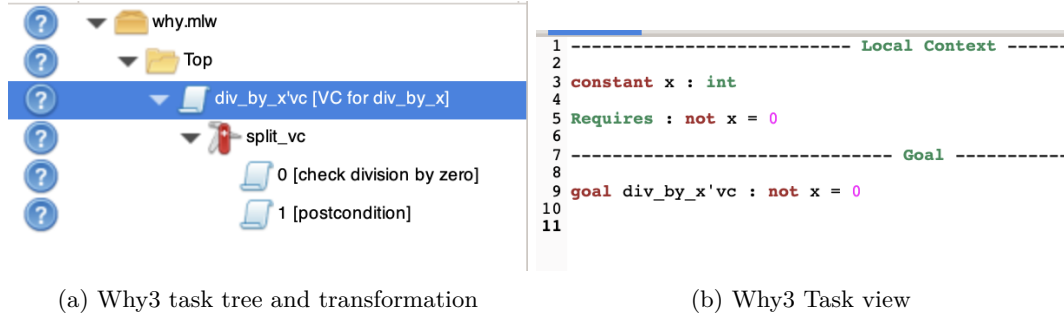 why.mlw
Top
div_by_x'vc [VC for div_by_x]
split_vc
0 [check division by zero]
1 [postcondition]
(a) Why3 task tree and transformation
1 --------------------------- Local Context ------
2
3 constant x : int
4
5 Requires : not x = 0
6
7 ------------------------------- Goal -----------
8
9 goal div_by_x'vc : not x = 0
10
11
(b) Why3 Task view